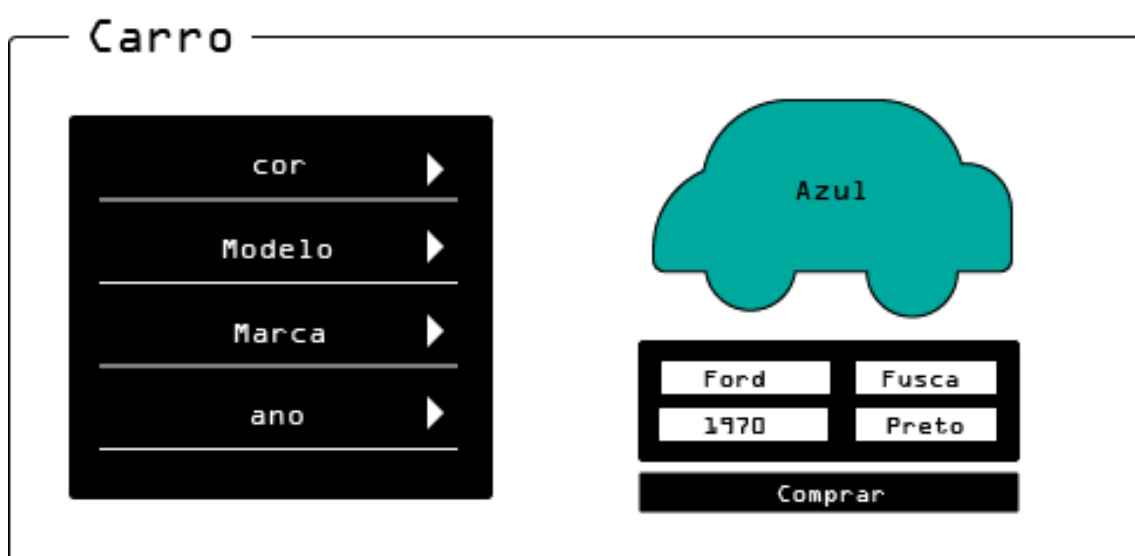 Carro
cor
Modelo
Marca
ano
Azul
Ford Fusca
1970 Preto
Comprar